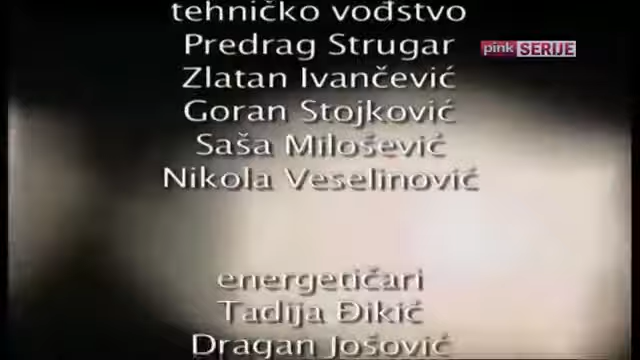 tehničko vođstvo
Predrag Strugar
pink SERIJE
Zlatan Ivančević
Goran Stojković
Saša Milošević
Nikola Veselinović
energetičari
Tadija Đikić
Dragan Jošović